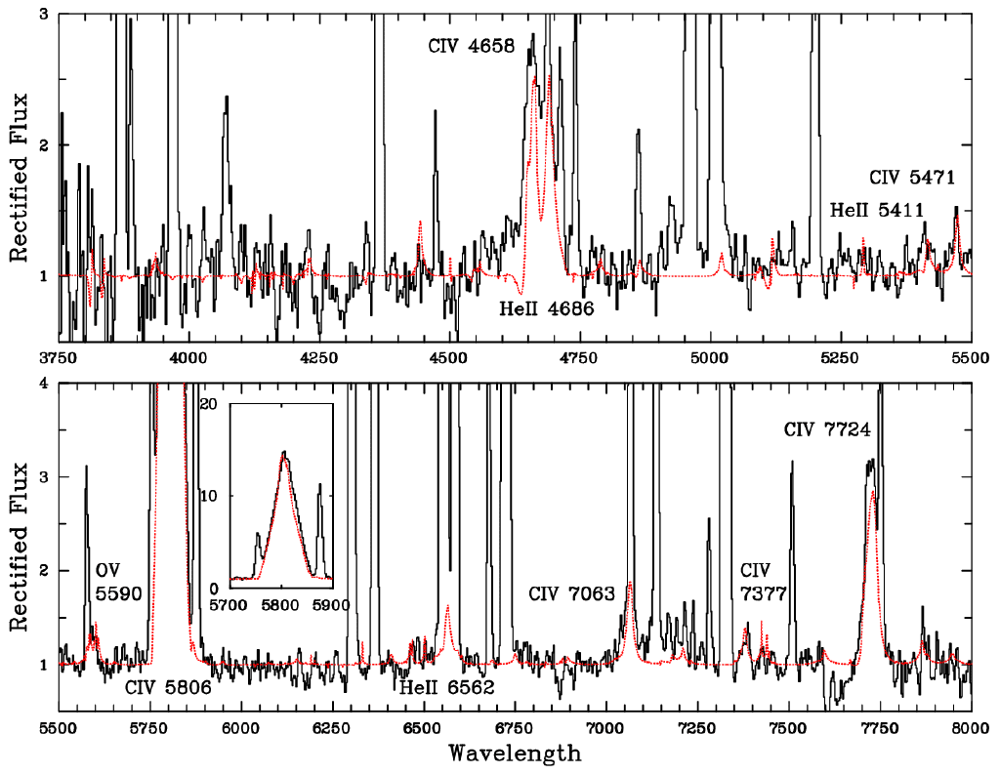 3
2
1
Rectified Flux
CIV 4658
HeII 4686
CIV 5471
HeII 5411
3750
4000
4250
4500
4750
5000
5250
5500
4
3
2
1
Rectified Flux
20
10
0
5700
5800
5900
OV
5590
CIV 5806
HeII 6562
CIV 7063
CIV
7377
CIV 7724
5500
5750
6000
6250
6500
6750
7000
7250
7500
7750
8000
Wavelength